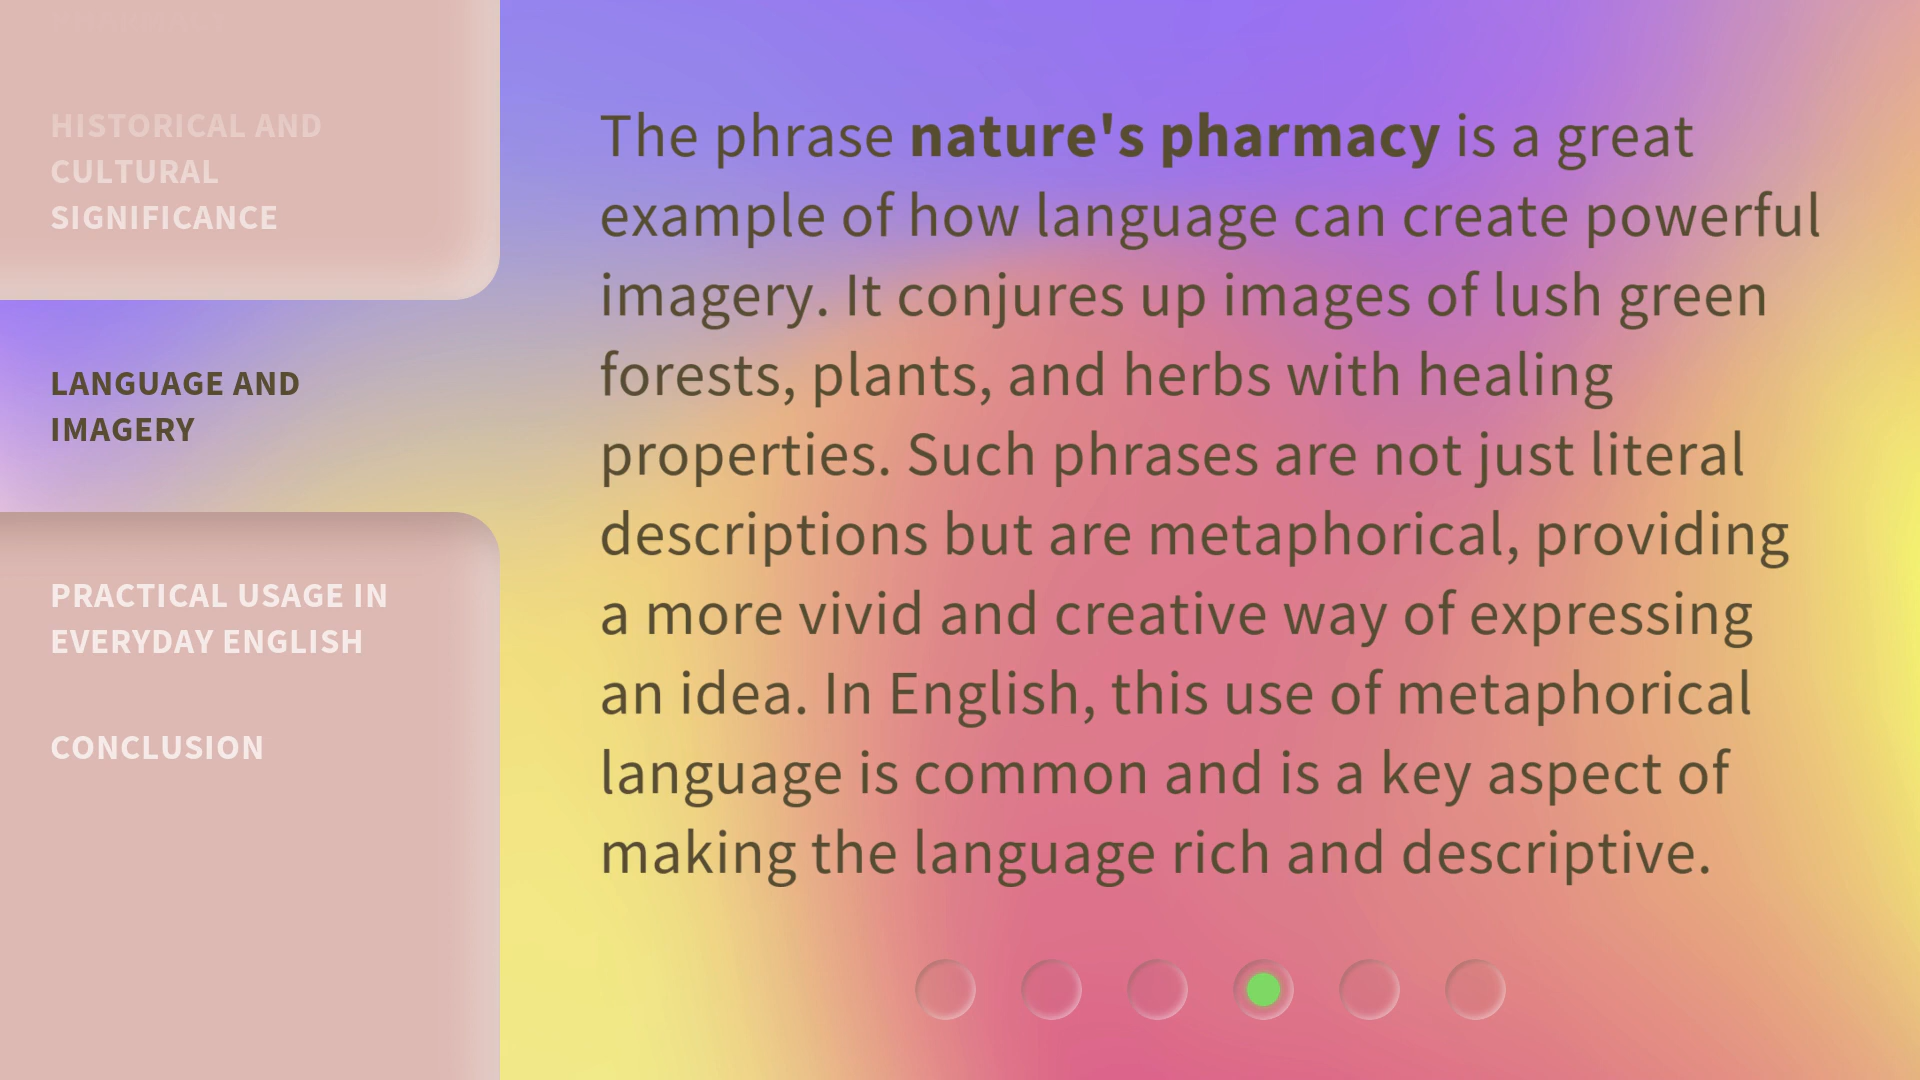 HISTORICAL AND
CULTURAL
SIGNIFICANCE
LANGUAGE AND
IMAGERY
PRACTICAL USAGE IN
EVERYDAY ENGLISH
CONCLUSION
The phrase nature's pharmacy is a great
example of how language can create powerful
imagery. It conjures up images of lush green
forests, plants, and herbs with healing
properties. Such phrases are not just literal
descriptions but are metaphorical, providing
a more vivid and creative way of expressing
an idea. In English, this use of metaphorical
language is common and is a key aspect of
making the language rich and descriptive.